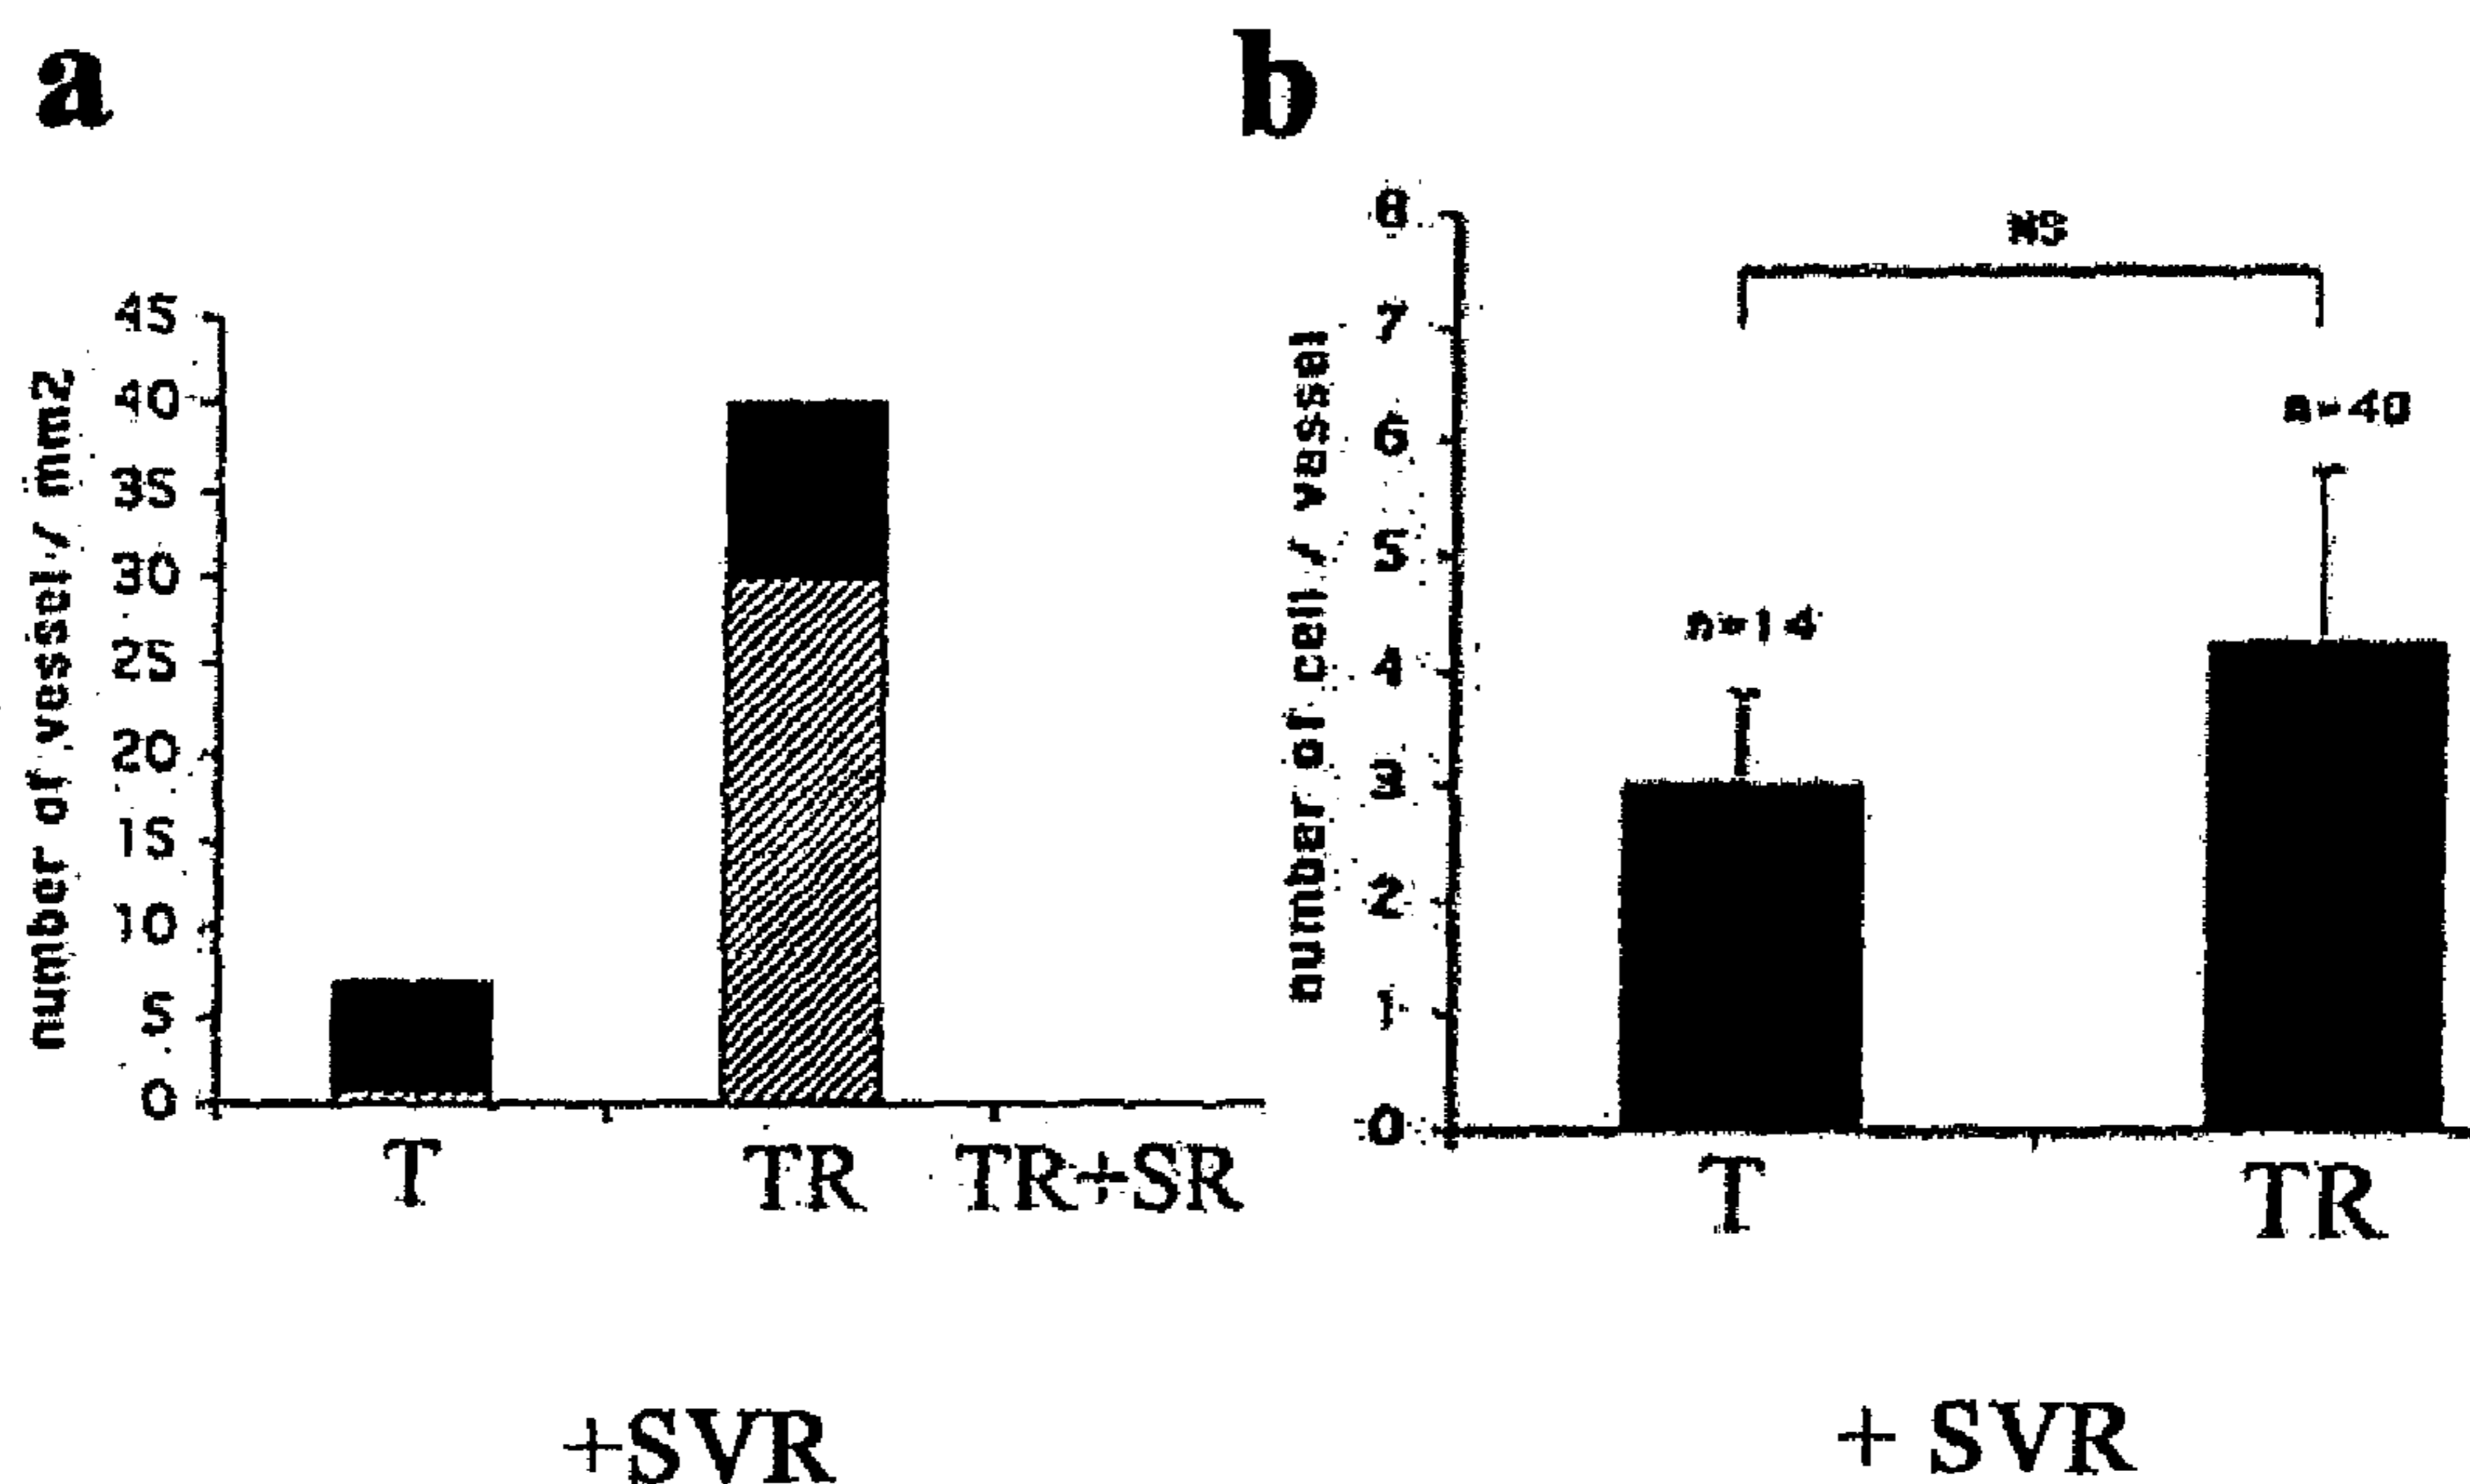 a
number of vessel/ mm2
45
40
35
30
25
20
15
10
5
0
T
TR
TR+SR
+SVR
b
number of cell / vessel
8
7
6
5
4
3
2
1
0
NS
n=14
n=40
T
TR
+ SVR